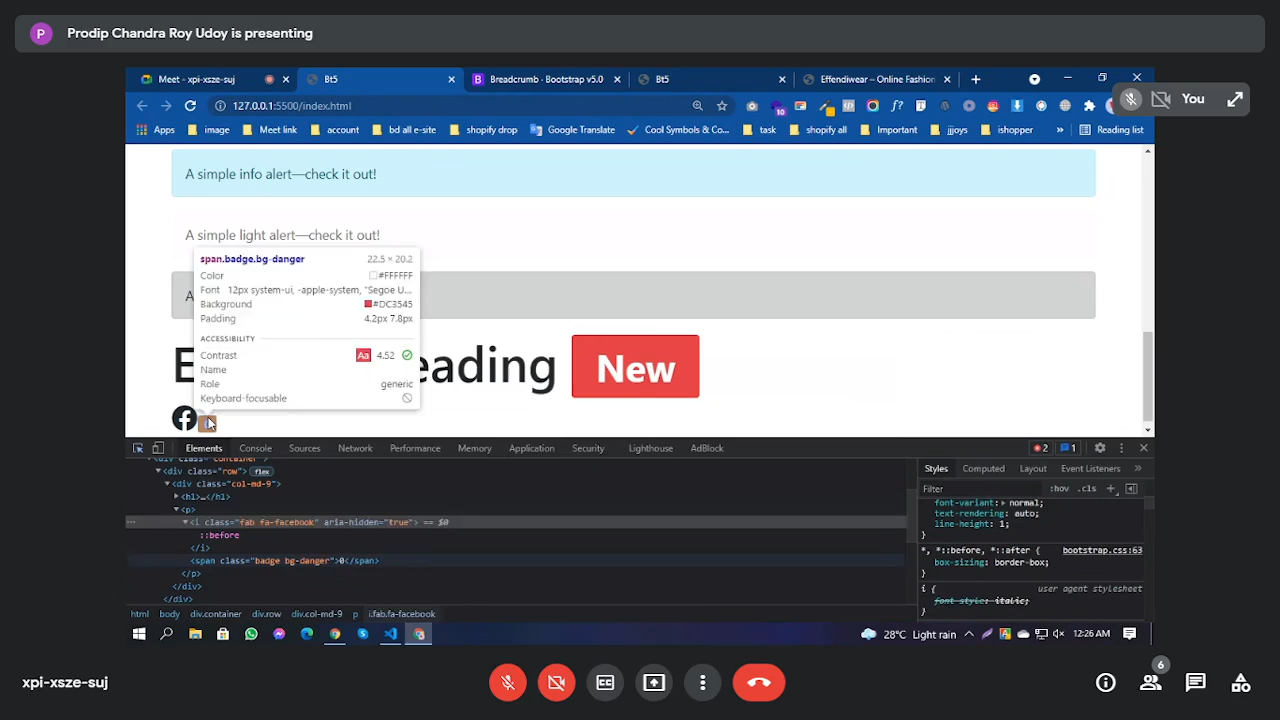 P Prodip Chandra Roy Udoy is presenting
Meet - xpi-xsze-suj
Bt5
B Breadcrumb · Bootstrap v5.0
Bt5
Effendiwear – Online Fashion
127.0.0.1:5500/index.html
10
You
Apps image Meet link account bd all e-site shopify drop Google Translate Cool Symbols & Co... task shopify all Important jjjoys ishopper » Reading list
A simple info alert—check it out!
A simple light alert—check it out!
A
span.badge.bg-danger 22.5 × 20.2
Color #FFFFFF
Font 12px system-ui, -apple-system, "Segoe U...
Background #DC3545
Padding 4.2px 7.8px
ACCESSIBILITY
Contrast Aa 4.52
Name
Role generic
Keyboard-focusable
E
eading New
Elements Console Sources Network Performance Memory Application Security Lighthouse AdBlock 2 1
<div class="container">
<div class="row"> flex
<div class="col-md-9">
<h1>…</h1>
<p>
<i class="fab fa-facebook" aria-hidden="true"> == $0
::before
</i>
<span class="badge bg-danger">0</span>
</p>
</div>
</div>
html body div.container div.row div.col-md-9 p i.fab.fa-facebook
Styles Computed Layout Event Listeners »
Filter :hov .cls +
font-variant: normal;
text-rendering: auto;
line-height: 1;
}
*, *::before, *::after { bootstrap.css:63
box-sizing: border-box;
}
i { user agent stylesheet
font-style: italic;
}
28°C Light rain 12:26 AM
xpi-xsze-suj
6